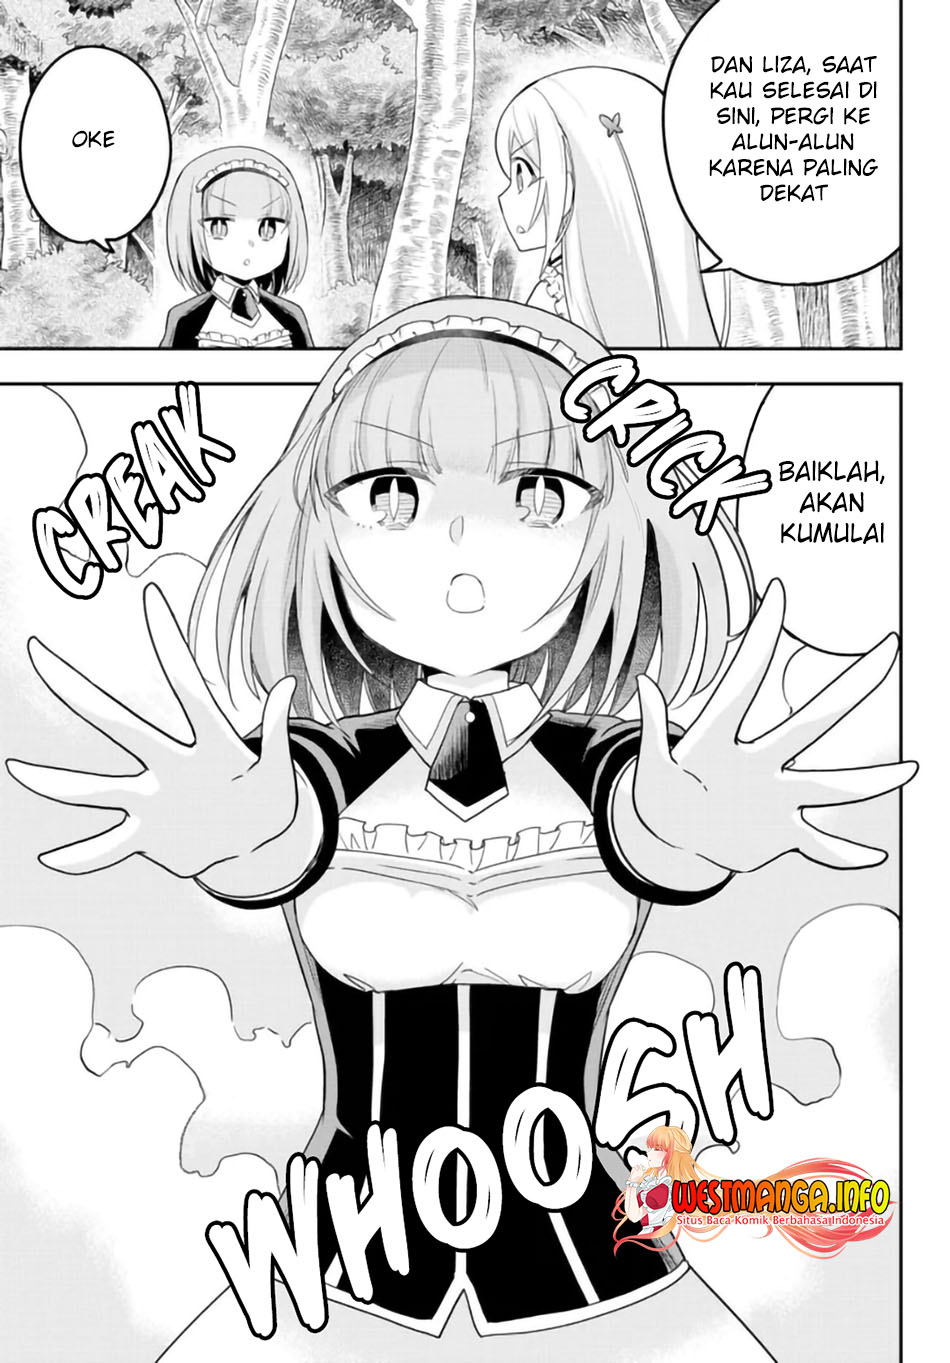 DAN LIZA, SAAT
KAU SELESAI DI
SINI, PERGI KE
ALUN-ALUN
KARENA PALING
DEKAT
OKE
CREAK
CRICK
BAIKLAH,
AKAN
KUMULAI
WHOOSH
WESTMANGA.INFO
Situs Baca Komik Berbahasa Indonesia